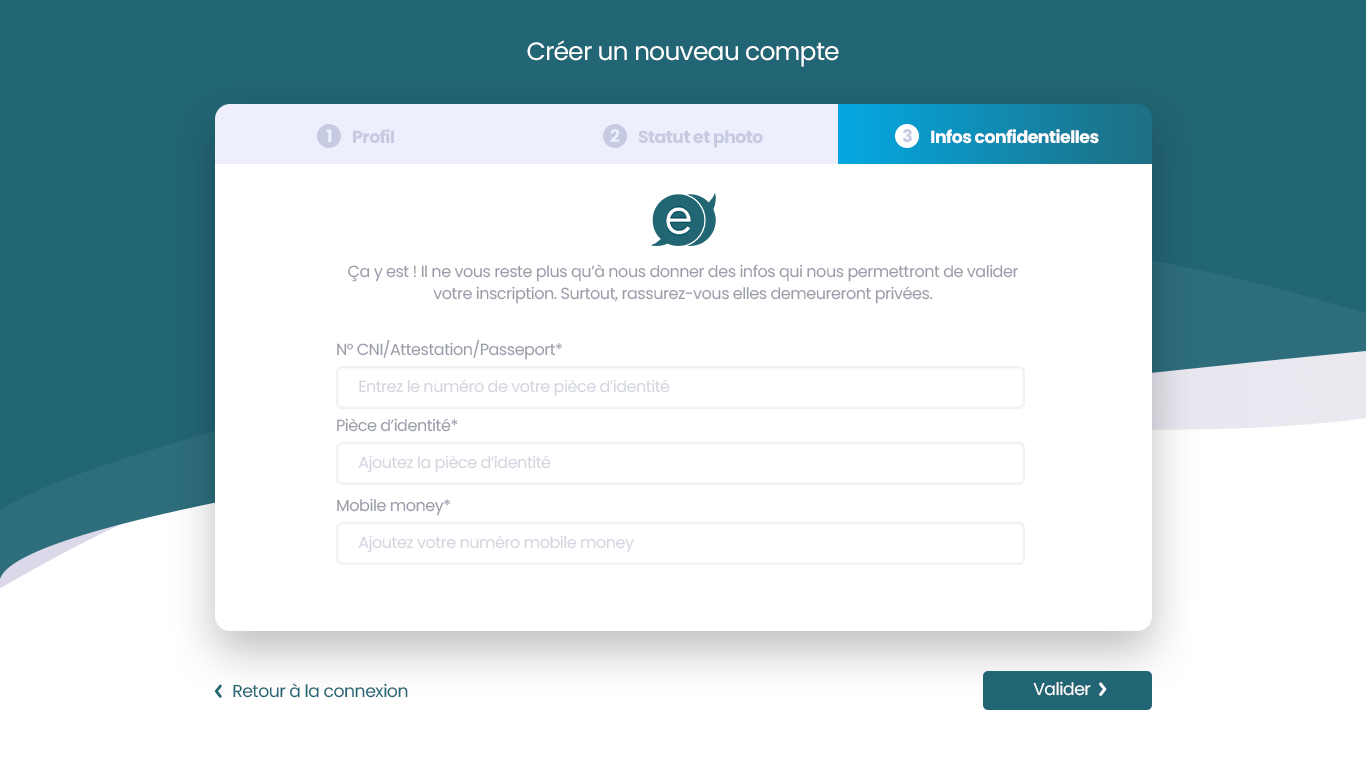 Créer un nouveau compte
1 Profil
2 Statut et photo
3 Infos confidentielles
e
Ça y est ! Il ne vous reste plus qu’à nous donner des infos qui nous permettront de valider
votre inscription. Surtout, rassurez-vous elles demeureront privées.
N° CNI/Attestation/Passeport*
Entrez le numéro de votre pièce d’identité
Pièce d’identité*
Ajoutez la pièce d’identité
Mobile money*
Ajoutez votre numéro mobile money
Retour à la connexion
Valider